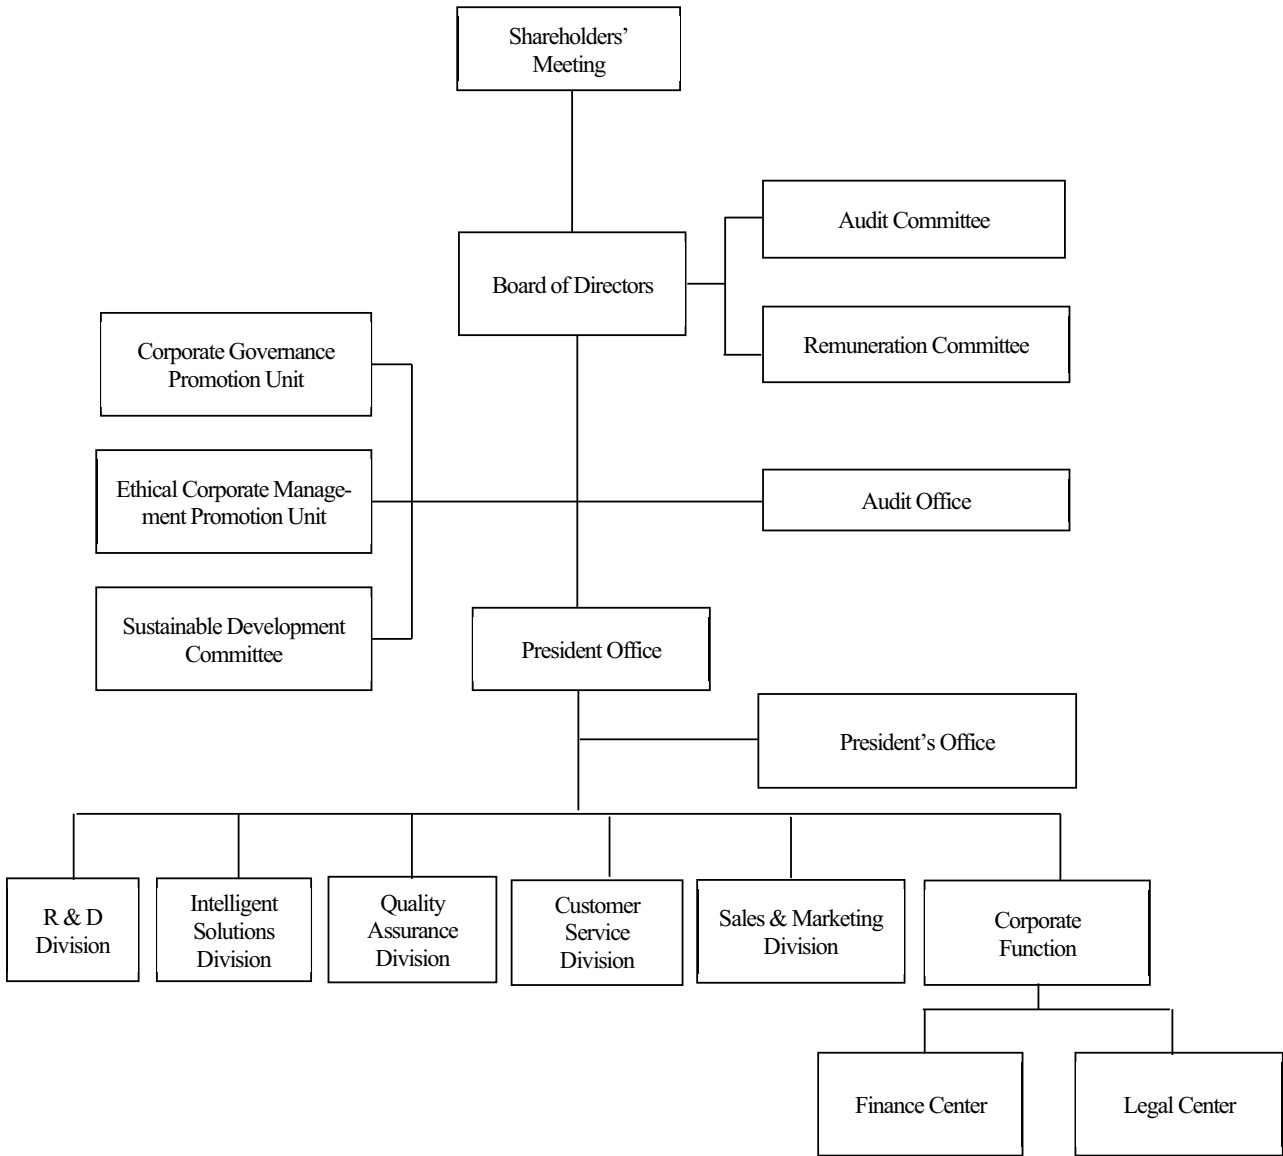 Shareholders’
Meeting
Audit Committee
Board of Directors
Remuneration Committee
Corporate Governance
Promotion Unit
Ethical Corporate Manage-
ment Promotion Unit
Audit Office
Sustainable Development
Committee
President Office
President’s Office
R & D
Division
Intelligent
Solutions
Division
Quality
Assurance
Division
Customer
Service
Division
Sales & Marketing
Division
Corporate
Function
Finance Center
Legal Center